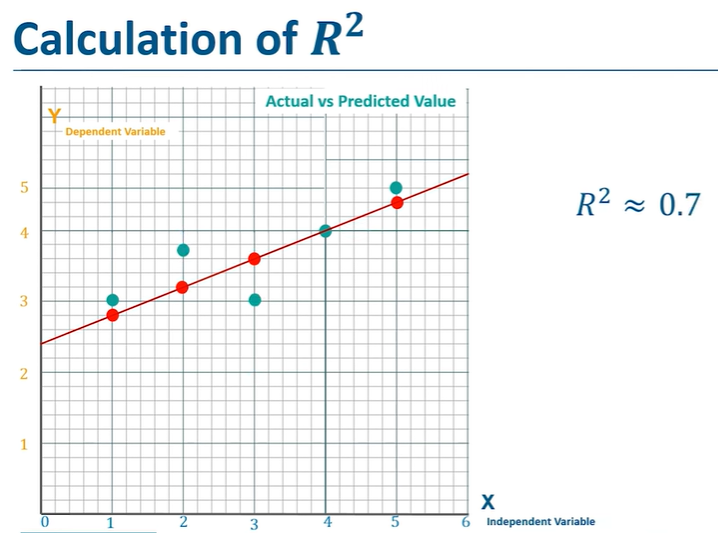 Calculation of R²
Actual vs Predicted Value
Y
Dependent Variable
5
4
3
2
1
R² ≈ 0.7
X
0 1 2 3 4 5 6 Independent Variable